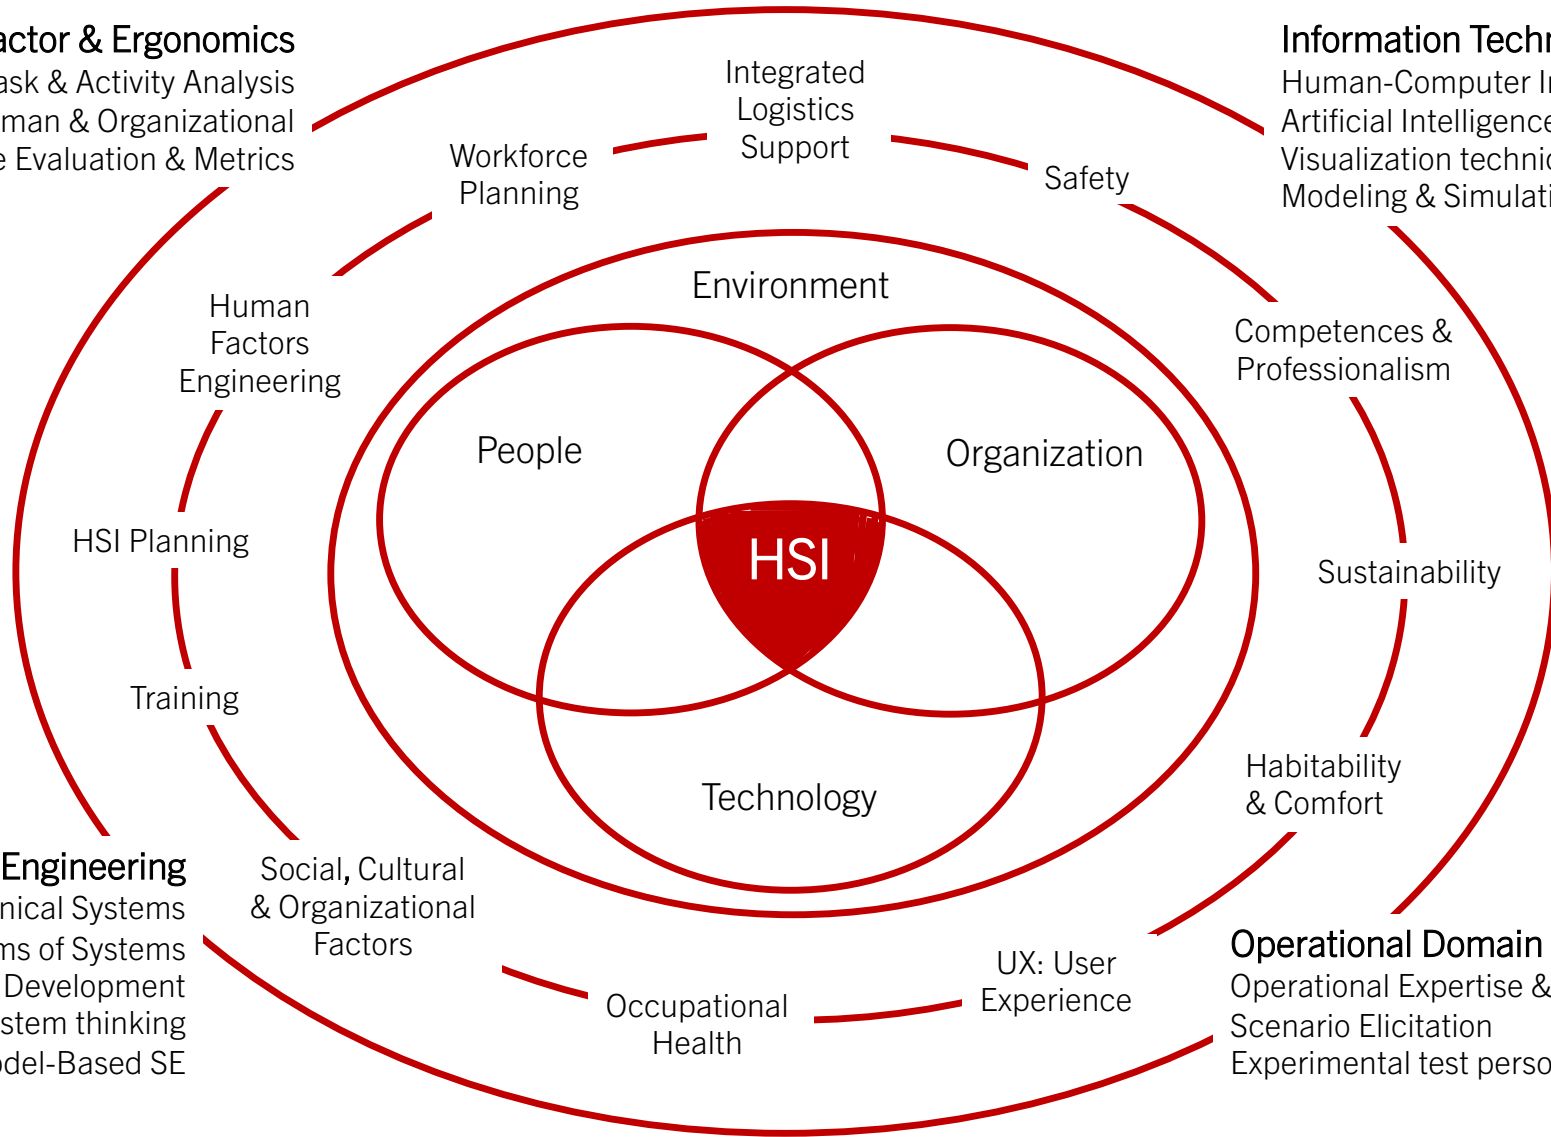 actor & Ergonomics
ask & Activity Analysis
man & Organizational
e Evaluation & Metrics
Integrated
Logistics
Support
Information Techn
Human-Computer In
Artificial Intelligence
Visualization techni
Modeling & Simulati
Workforce
Planning
Safety
Environment
Human
Factors
Engineering
Competences &
Professionalism
People
Organization
HSI
HSI Planning
Sustainability
Training
Technology
Habitability
& Comfort
Engineering
nical Systems
ms of Systems
Development
stem thinking
odel-Based SE
Social, Cultural
& Organizational
Factors
Occupational
Health
UX: User
Experience
Operational Domain
Operational Expertise &
Scenario Elicitation
Experimental test perso